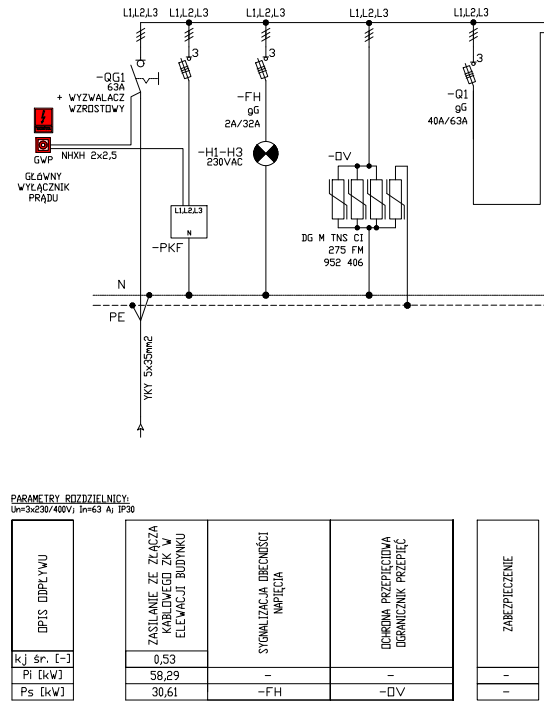 L1,L2,L3
L1,L2,L3
L1,L2,L3
L1,L2,L3
L1,L2,L3
3
3
3
-QG1
63A
+ WYZWALACZ
WZROSTOWY
GWP
NHXH 2x2,5
GŁÓWNY
WYŁĄCZNIK
PRĄDU
L1,L2,L3
N
-PKF
-FH
gG
2A/32A
-H1-H3
230VAC
-OV
DG M TNS CI
275 FM
952 406
-Q1
gG
40A/63A
N
PE
YKY 5x35mm2
PARAMETRY ROZDZIELNICY:
Un=3x230/400V; In=63 A; IP30
OPIS ODPŁYWU
ZASILANIE ZE ZŁĄCZA
KABLOWEGO ZK W
ELEWACJI BUDYNKU
SYGNALIZACJA OBECNOŚCI
NAPIĘCIA
OCHRONA PRZEPIĘCIOWA
OGRANICZNIK PRZEPIĘĆ
ZABEZPIECZENIE
kj śr. [-]
0,53
Pi [kW]
58,29
-
-
-
Ps [kW]
30,61
-FH
-OV
-